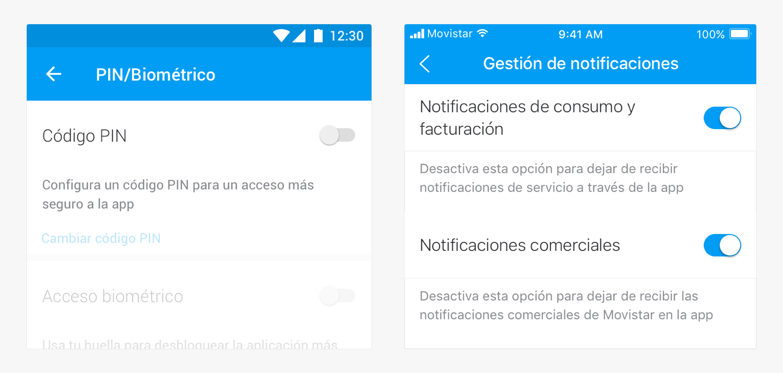 12:30
PIN/Biométrico
Código PIN
Configura un código PIN para un acceso más
seguro a la app
Cambiar código PIN
Acceso biométrico
Usa tu huella para desbloquear la aplicación más
Movistar
9:41 AM
100%
Gestión de notificaciones
Notificaciones de consumo y
facturación
Desactiva esta opción para dejar de recibir
notificaciones de servicio a través de la app
Notificaciones comerciales
Desactiva esta opción para dejar de recibir las
notificaciones comerciales de Movistar en la app